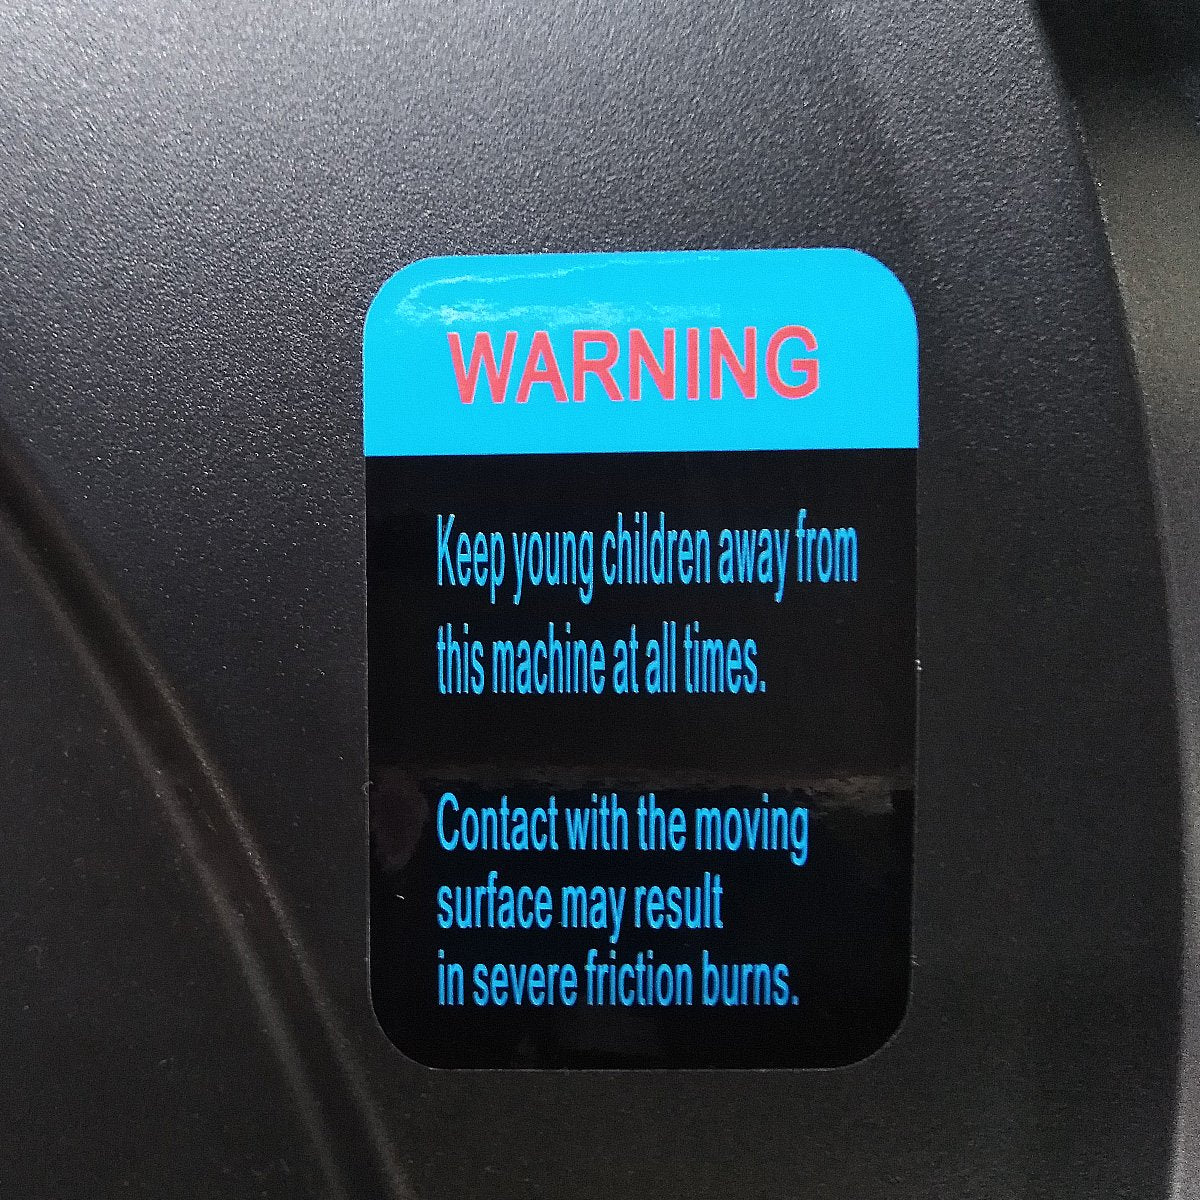 WARNING
Keep young children away from
this machine at all times.
Contact with the moving
surface may result
in severe friction burns.